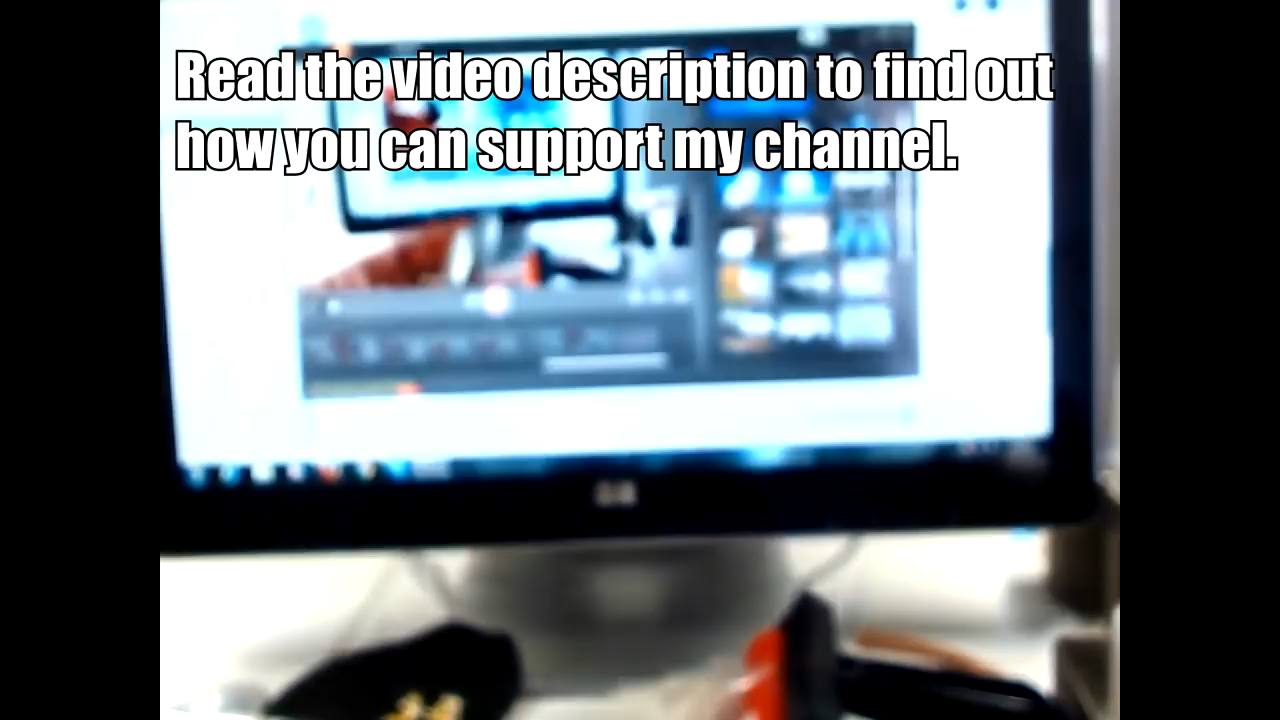 Read the video description to find out
how you can support my channel.